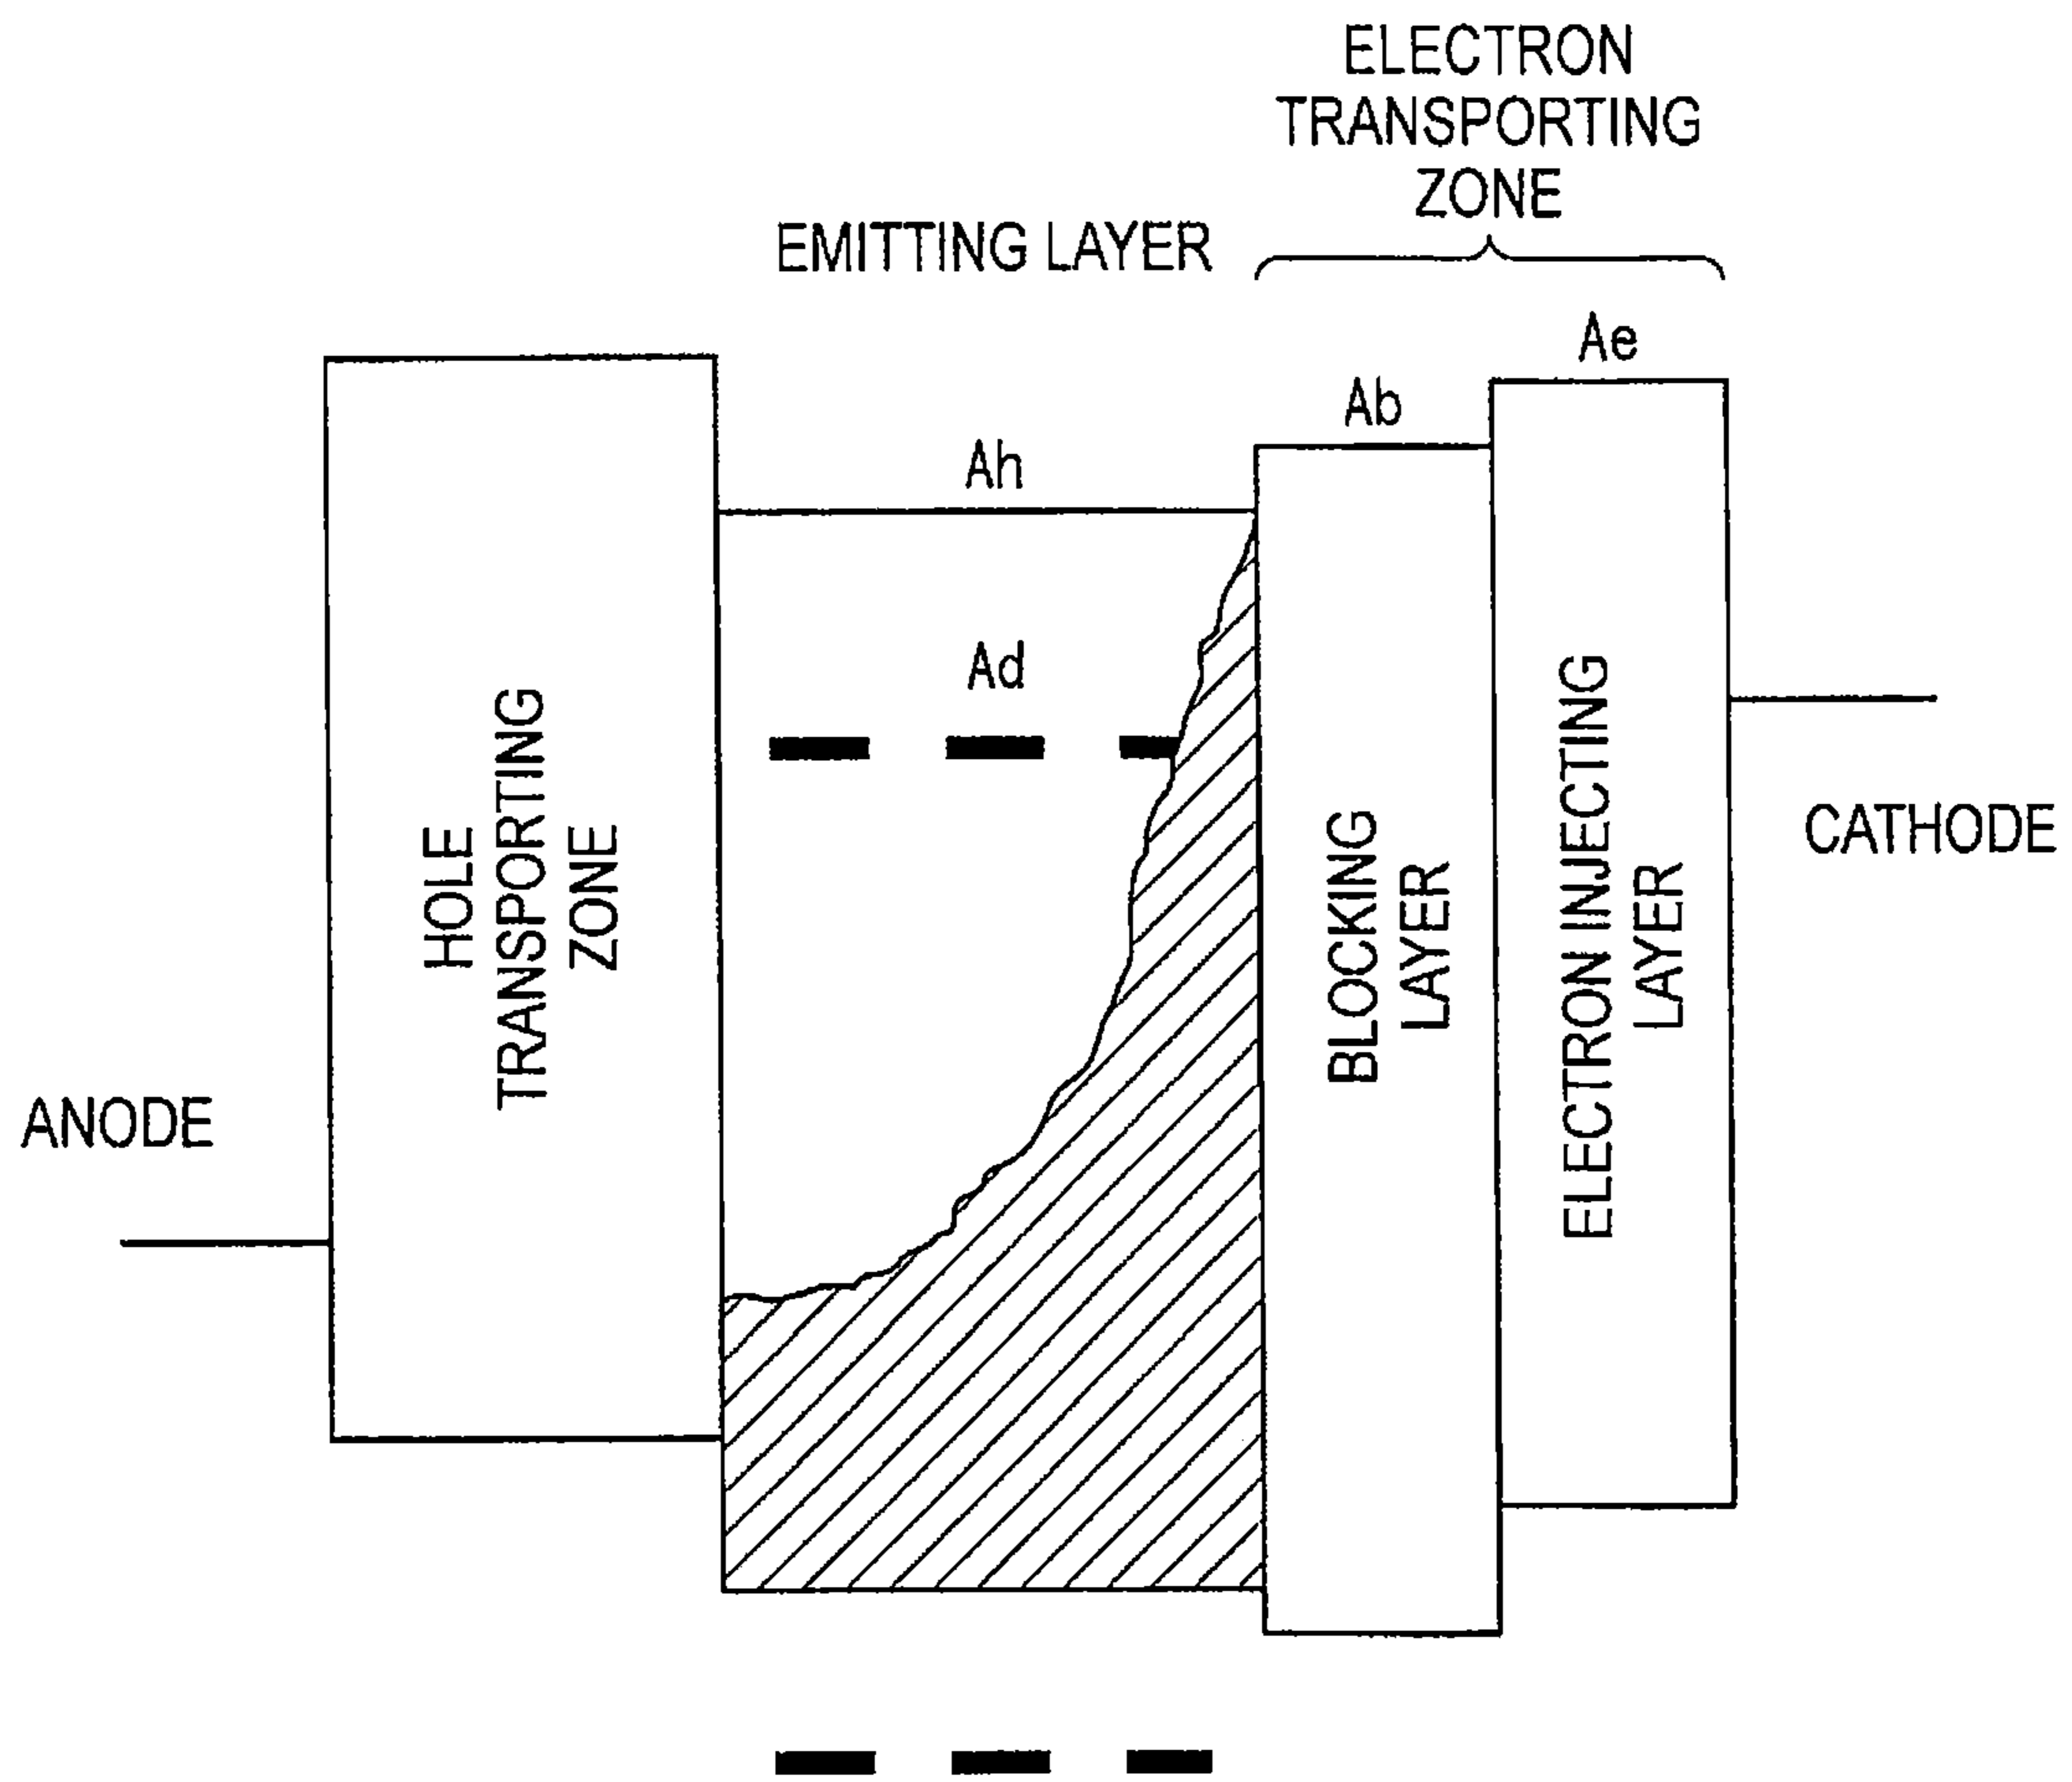 ELECTRON
TRANSPORTING
ZONE
EMITTING LAYER
Ae
Ab
Ah
Ad
HOLE
TRANSPORTING
ZONE
BLOCKING
LAYER
ELECTRON INJECTING
LAYER
CATHODE
ANODE